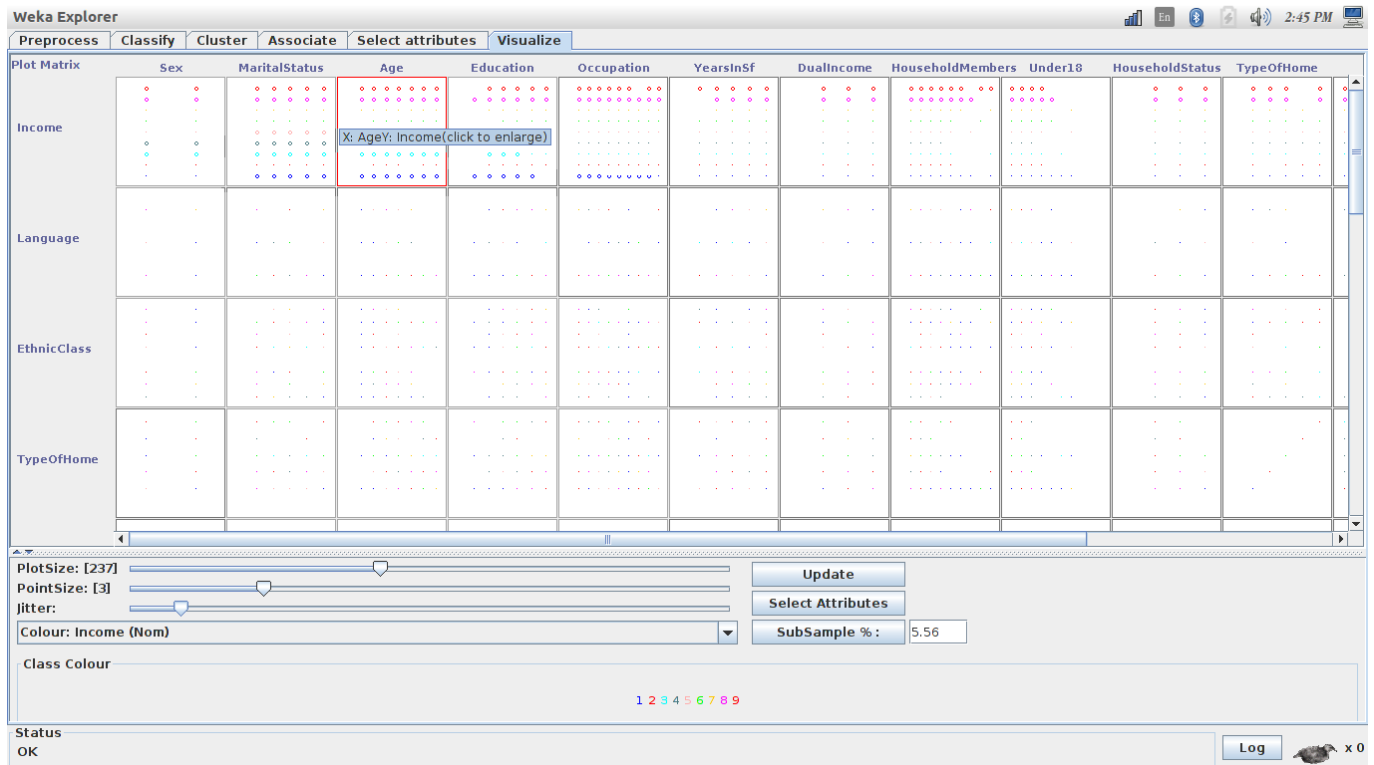 Weka Explorer
En
2:45 PM
Preprocess Classify Cluster Associate Select attributes Visualize
Plot Matrix Sex MaritalStatus Age Education Occupation YearsInSf DualIncome HouseholdMembers Under18 HouseholdStatus TypeOfHome
Income
X: AgeY: Income(click to enlarge)
Language
EthnicClass
TypeOfHome
PlotSize: [237]
PointSize: [3]
Jitter:
Update
Select Attributes
Colour: Income (Nom)
SubSample % :
5.56
Class Colour
1 2 3 4 5 6 7 8 9
Status
OK
Log
x 0